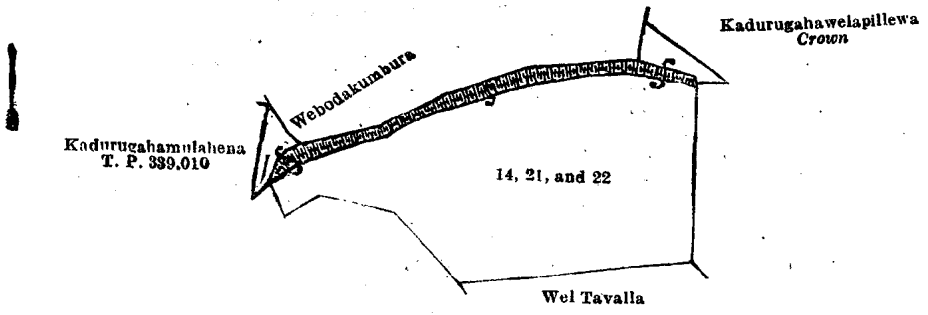 Kadurugahawelapillewa
Crown
Webodakumbura
Kadurugahamulahena
T. P. 339,010
14, 21, and 22
Wel Tavalla